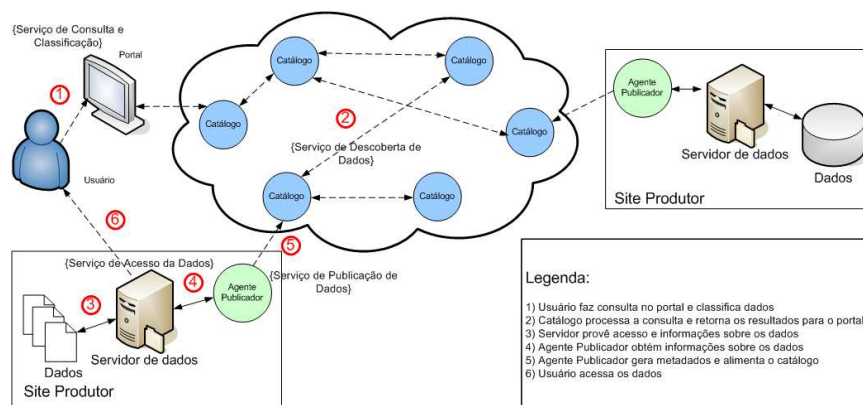 {Serviço de Consulta e
Classificação}
Portal
1
Usuário
Catálogo
Catálogo
Catálogo
Catálogo
2
{Serviço de Descoberta de
Dados}
Catálogo
Catálogo
Agente
Publicador
Servidor de dados
Dados
Site Produtor
6
{Serviço de Acesso da Dados}
3
4
5
Agente
Publicador
{Serviço de Publicação de
Dados}
Dados
Servidor de dados
Site Produtor
Legenda:
1) Usuário faz consulta no portal e classifica dados
2) Catálogo processa a consulta e retorna os resultados para o portal
3) Servidor provê acesso e informações sobre os dados
4) Agente Publicador obtém informações sobre os dados
5) Agente Publicador gera metadados e alimenta o catálogo
6) Usuário acessa os dados